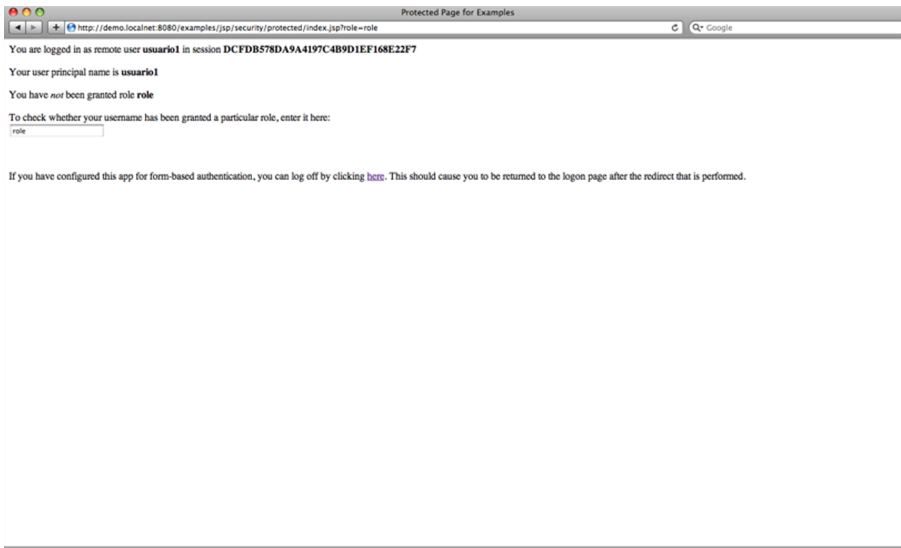 Protected Page for Examples
http://demo.localnet:8080/examples/jsp/security/protected/index.jsp?role=role
Google
You are logged in as remote user usuario1 in session DCFDB578DA9A4197C4B9D1EF168E22F7
Your user principal name is usuario1
You have not been granted role role
To check whether your username has been granted a particular role, enter it here:
role
If you have configured this app for form-based authentication, you can log off by clicking here. This should cause you to be returned to the logon page after the redirect that is performed.